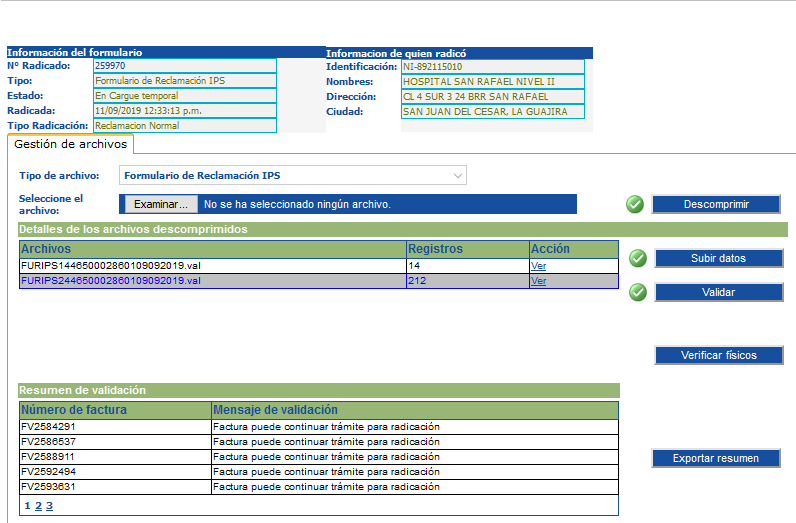 Información del formulario
Nº Radicado: 259970
Tipo: Formulario de Reclamación IPS
Estado: En Cargue temporal
Radicada: 11/09/2019 12:33:13 p.m.
Tipo Radicación: Reclamacion Normal
Informacion de quien radicó
Identificación: NI-892115010
Nombres: HOSPITAL SAN RAFAEL NIVEL II
Dirección: CL 4 SUR 3 24 BRR SAN RAFAEL
Ciudad: SAN JUAN DEL CESAR, LA GUAJIRA
Gestión de archivos
Tipo de archivo: Formulario de Reclamación IPS
Seleccione el
archivo: Examinar... No se ha seleccionado ningún archivo.
Descomprimir
Detalles de los archivos descomprimidos
Archivos Registros Acción
FURIPS144650002860109092019.val 14 Ver
FURIPS244650002860109092019.val 212 Ver
Subir datos
Validar
Verificar físicos
Resumen de validación
Número de factura Mensaje de validación
FV2584291 Factura puede continuar trámite para radicación
FV2586537 Factura puede continuar trámite para radicación
FV2588911 Factura puede continuar trámite para radicación
FV2592494 Factura puede continuar trámite para radicación
FV2593631 Factura puede continuar trámite para radicación
1 2 3
Exportar resumen